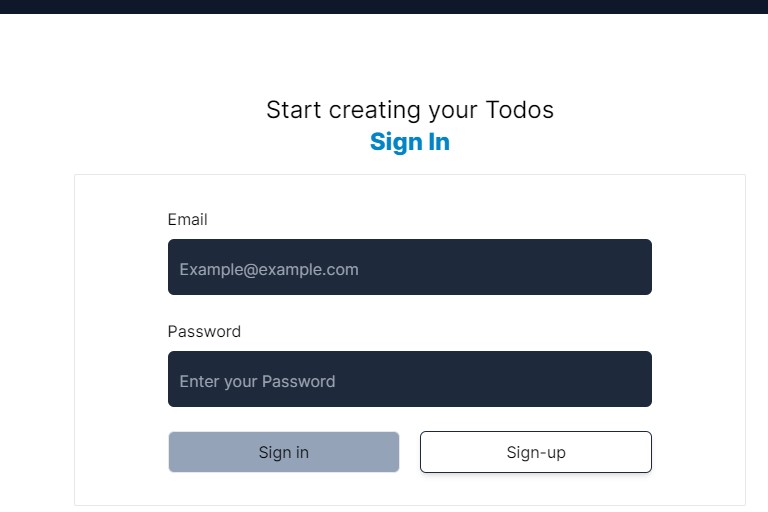 Start creating your Todos
Sign In
Email
Example@example.com
Password
Enter your Password
Sign in
Sign-up